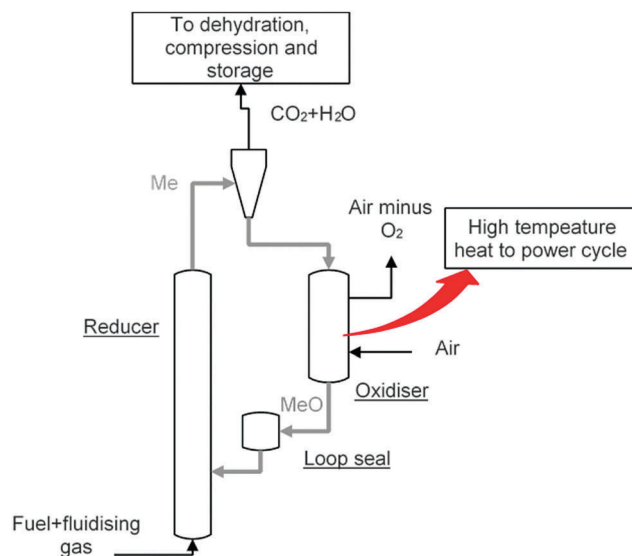 To dehydration,
compression and
storage
CO₂+H₂O
Me
Air minus
O₂
High tempeature
heat to power cycle
Reducer
Air
Oxidiser
MeO
Loop seal
Fuel+fluidising
gas